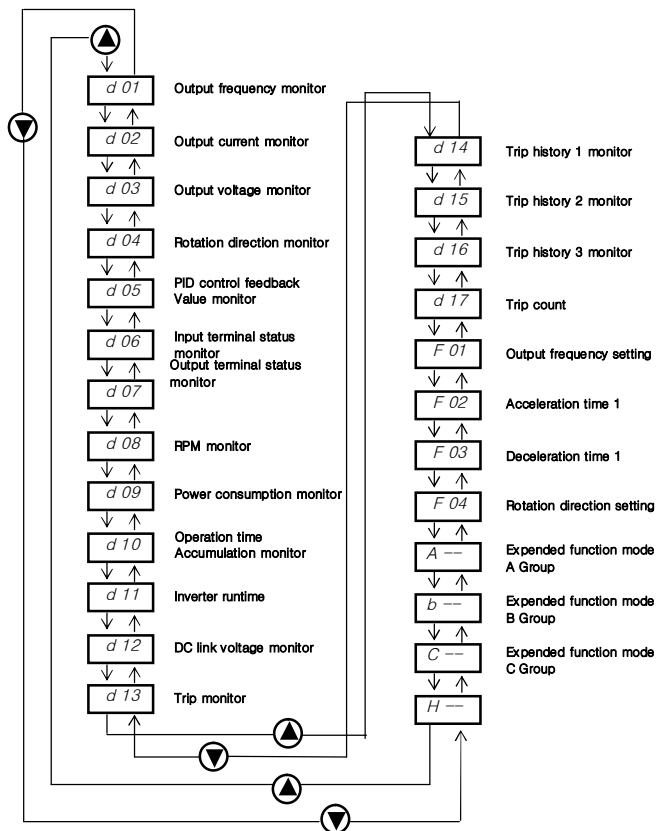 d 01
Output frequency monitor
d 02
Output current monitor
d 03
Output voltage monitor
d 04
Rotation direction monitor
d 05
PID control feedback
Value monitor
d 06
Input terminal status
monitor
Output terminal status
monitor
d 07
d 08
RPM monitor
d 09
Power consumption monitor
d 10
Operation time
Accumulation monitor
d 11
Inverter runtime
d 12
DC link voltage monitor
d 13
Trip monitor
d 14
Trip history 1 monitor
d 15
Trip history 2 monitor
d 16
Trip history 3 monitor
d 17
Trip count
F 01
Output frequency setting
F 02
Acceleration time 1
F 03
Deceleration time 1
F 04
Rotation direction setting
A --
Expended function mode
A Group
b --
Expended function mode
B Group
C --
Expended function mode
C Group
H --